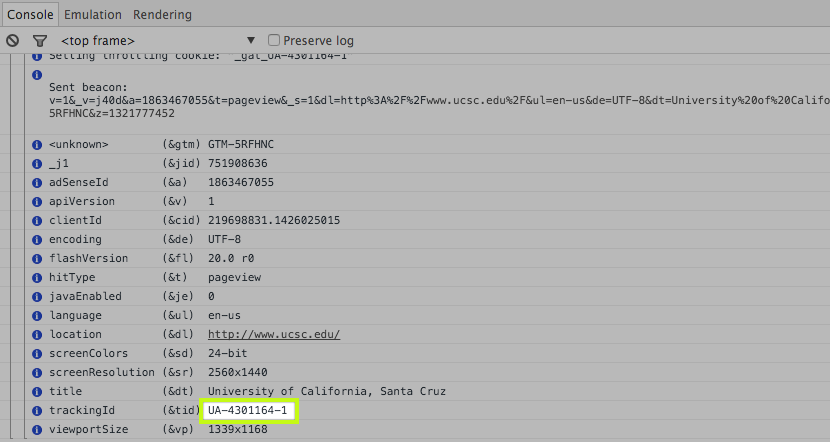 Console Emulation Rendering
<top frame> Preserve log
Setting throttling cookie: "_gat_UA-4301164-1"
Sent beacon:
v=1&_v=j40d&a=1863467055&t=pageview&_s=1&dl=http%3A%2F%2Fwww.ucsc.edu%2F&ul=en-us&de=UTF-8&dt=University%20of%20Califo
5RFHNC&z=1321777452
<unknown> (&gtm) GTM-5RFHNC
_j1 (&jid) 751908636
adSenseId (&a) 1863467055
apiVersion (&v) 1
clientId (&cid) 219698831.1426025015
encoding (&de) UTF-8
flashVersion (&fl) 20.0 r0
hitType (&t) pageview
javaEnabled (&je) 0
language (&ul) en-us
location (&dl) http://www.ucsc.edu/
screenColors (&sd) 24-bit
screenResolution (&sr) 2560x1440
title (&dt) University of California, Santa Cruz
trackingId (&tid) UA-4301164-1
viewportSize (&vp) 1339x1168